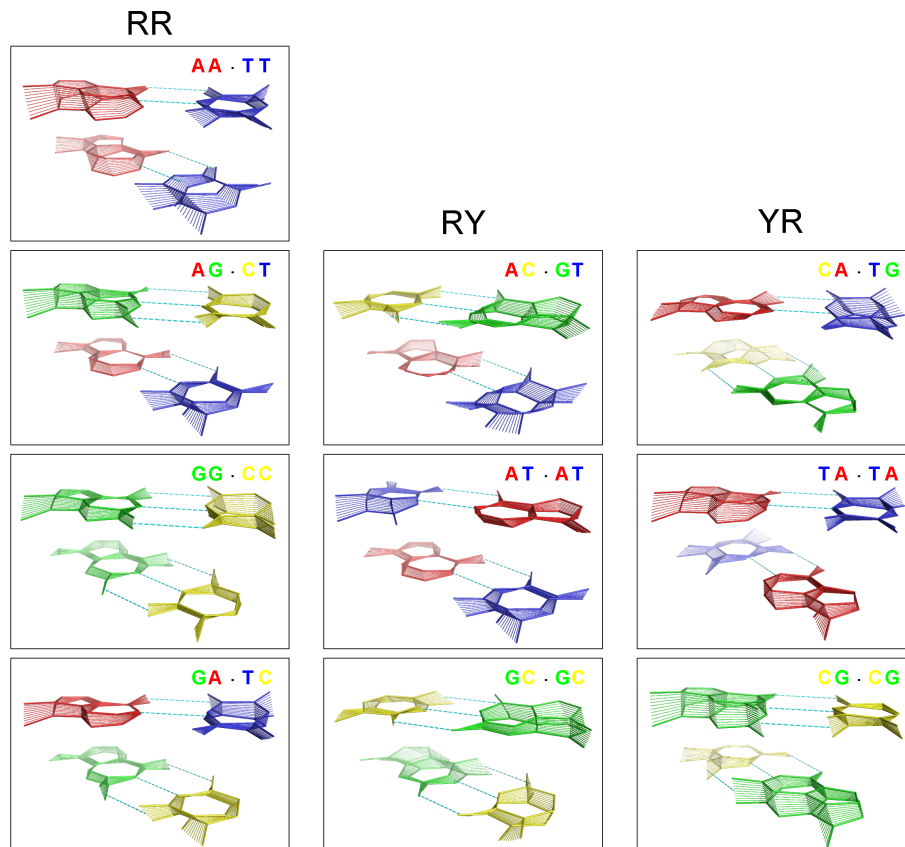 RR
AA · TT
RY
YR
AG · CT
AC · GT
CA · TG
GG · CC
AT · AT
TA · TA
GA · TC
GC · GC
CG · CG